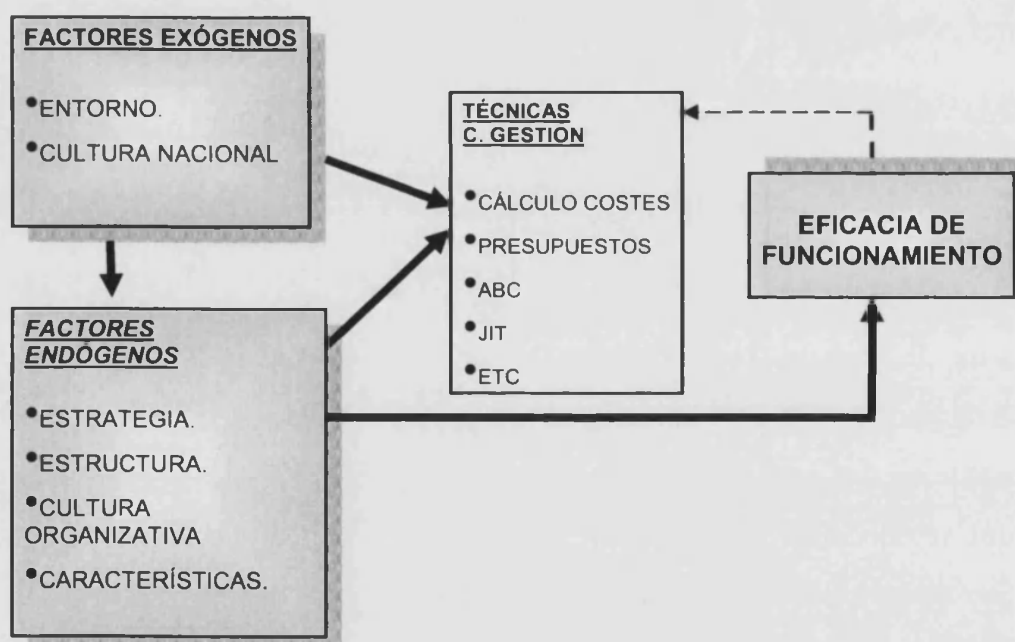 FACTORES EXÓGENOS
•ENTORNO.
•CULTURA NACIONAL
FACTORES
ENDÓGENOS
•ESTRATEGIA.
•ESTRUCTURA.
•CULTURA
ORGANIZATIVA
•CARACTERÍSTICAS.
TÉCNICAS
C. GESTION
•CÁLCULO COSTES
•PRESUPUESTOS
•ABC
•JIT
•ETC
EFICACIA DE
FUNCIONAMIENTO